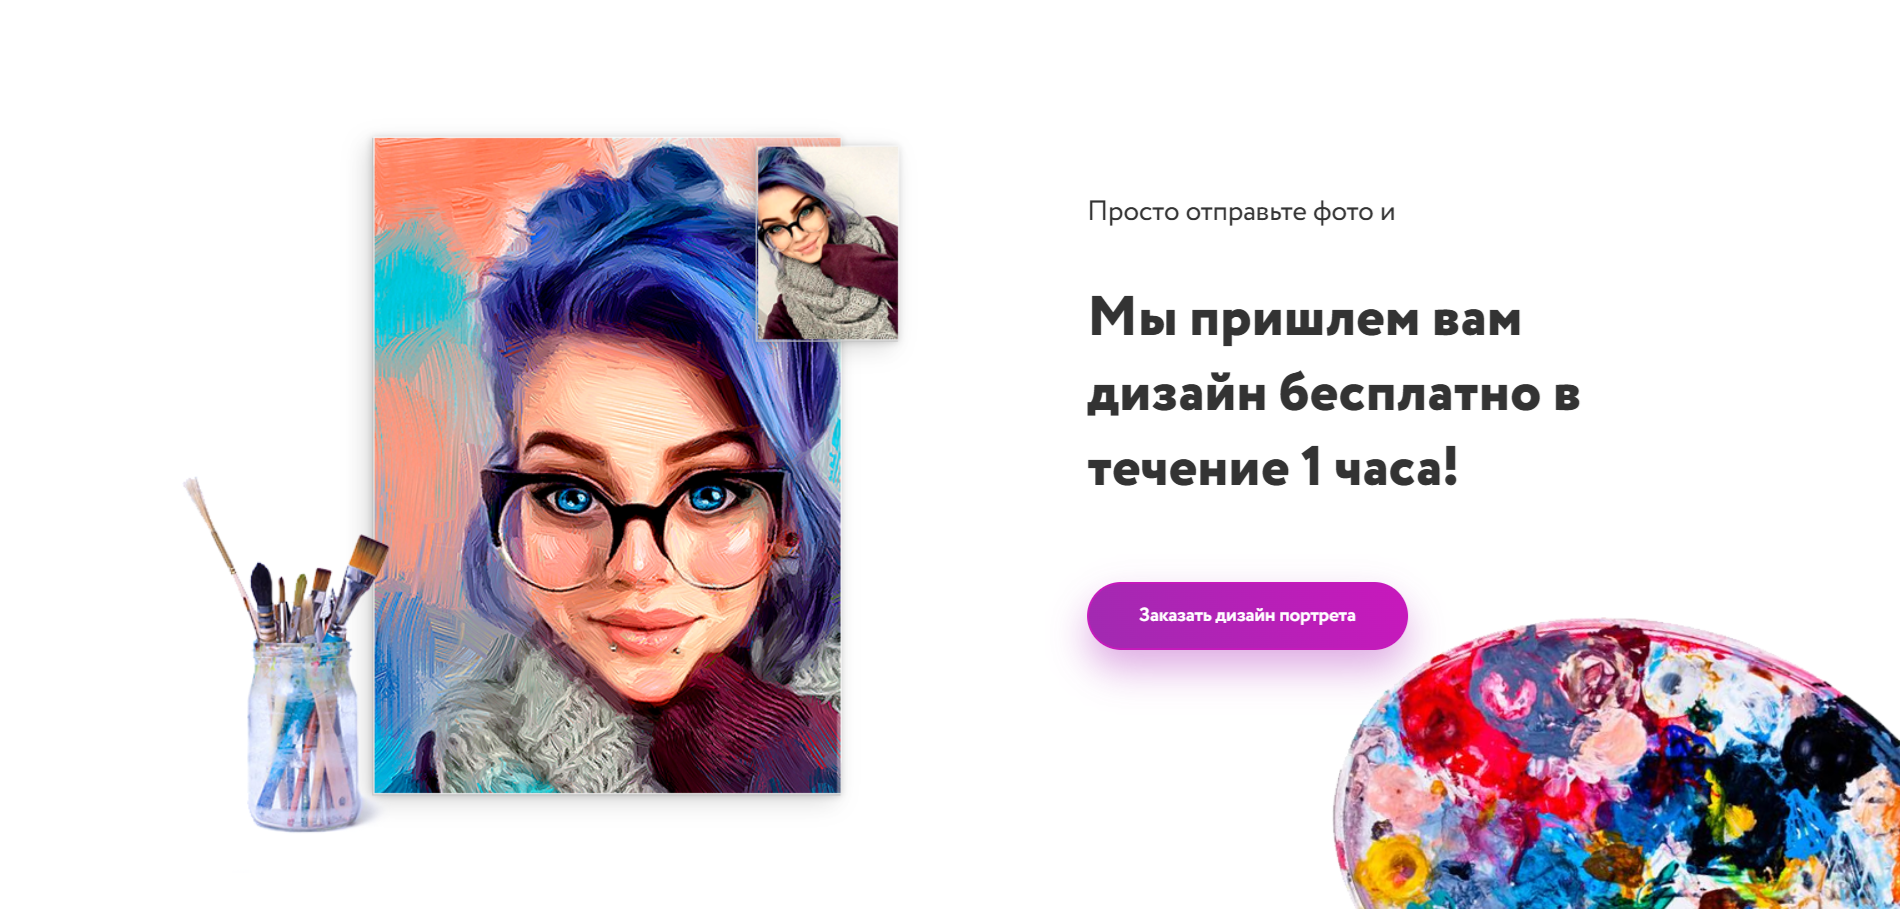 Просто отправьте фото и
Мы пришлем вам
дизайн бесплатно в
течение 1 часа!
Заказать дизайн портрета